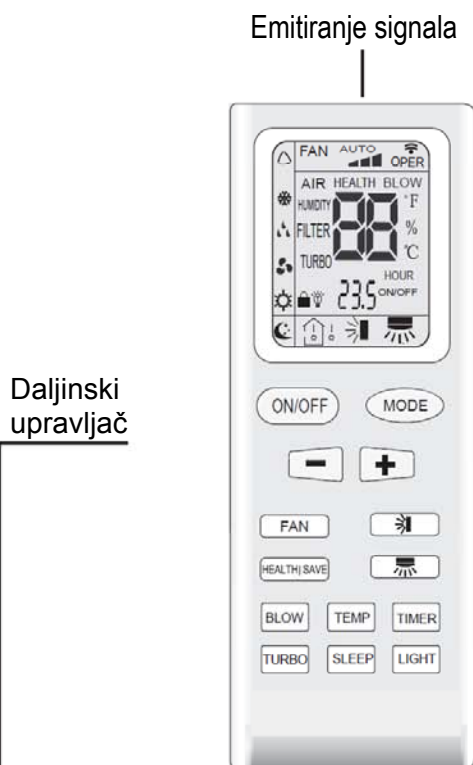 Emitiranje signala
FAN AUTO OPER
AIR HEALTH BLOW
HUMIDITY 88 °F
FILTER %
TURBO °C
HOUR
23.5 ON/OFF
Daljinski
upravljač
ON/OFF MODE
- +
FAN
HEALTH|SAVE
BLOW TEMP TIMER
TURBO SLEEP LIGHT